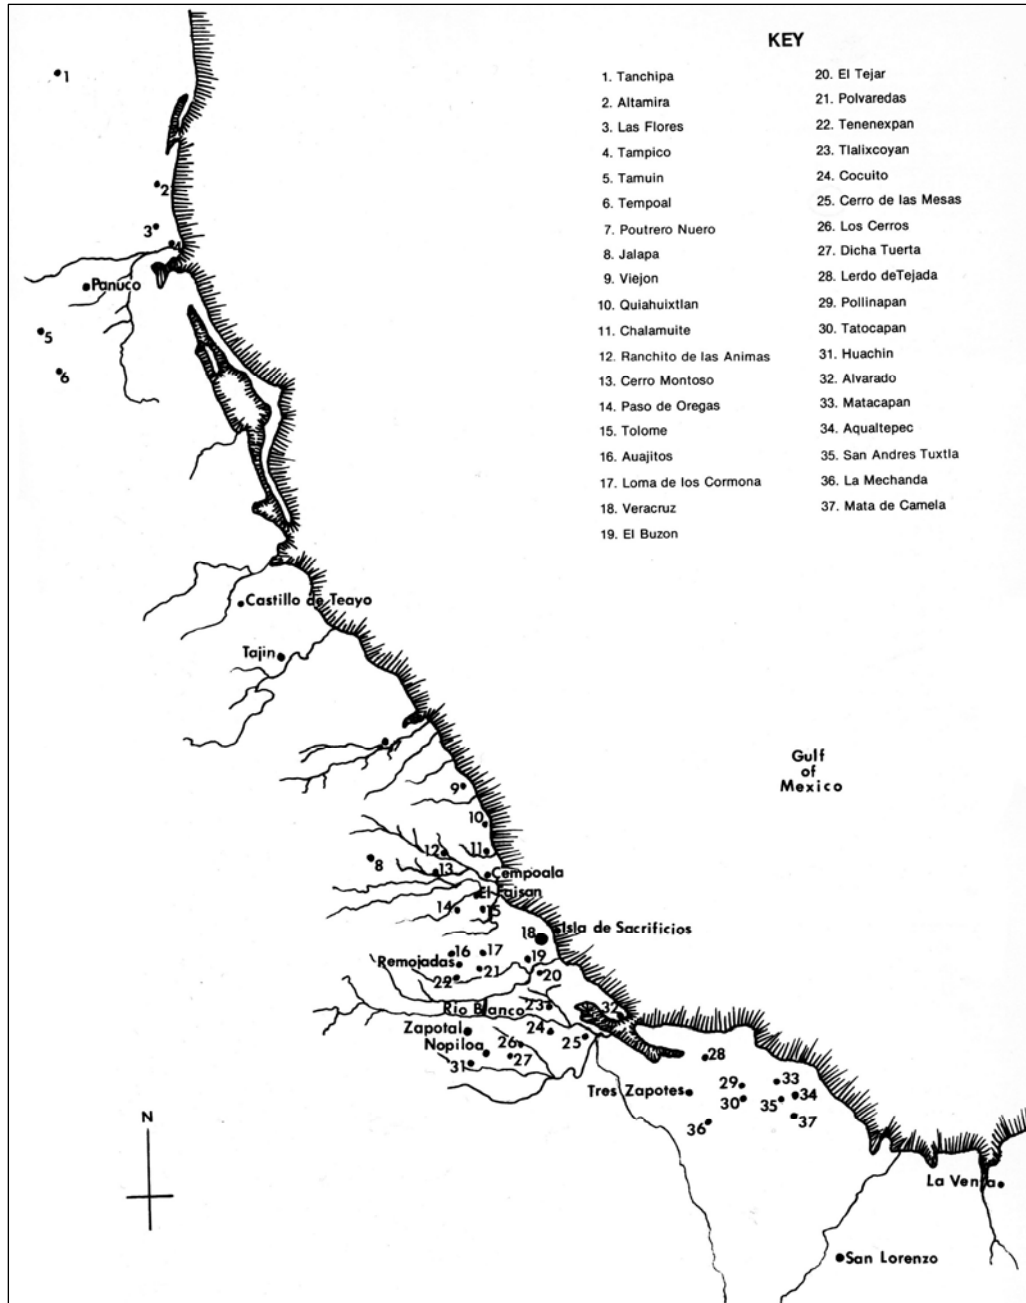 KEY
1. Tanchipa
2. Altamira
3. Las Flores
4. Tampico
5. Tamuin
6. Tempoal
7. Poutrero Nuero
8. Jalapa
9. Viejon
10. Quiahuixtlan
11. Chalamuite
12. Ranchito de las Animas
13. Cerro Montoso
14. Paso de Oregas
15. Tolome
16. Auajitos
17. Loma de los Cormona
18. Veracruz
19. El Buzon
20. El Tejar
21. Polvaredas
22. Tenenexpan
23. Tlalixcoyan
24. Cocuito
25. Cerro de las Mesas
26. Los Cerros
27. Dicha Tuerta
28. Lerdo deTejada
29. Pollinapan
30. Tatocapan
31. Huachin
32. Alvarado
33. Matacapan
34. Aqualtepec
35. San Andres Tuxtla
36. La Mechanda
37. Mata de Camela
1
2
3
4
Panuco
5
6
Castillo de Teayo
Tajin
Gulf
of
Mexico
9
10
12
11
8
13
Cempoala
El Faisan
14
15
18
Isla de Sacrificios
16
17
19
Remojadas
21
20
22
Rio Blanco
23
32
Zapotal
24
Nopiloa
26
25
27
31
28
Tres Zapotes
29
33
30
35
34
36
37
N
La Venta
San Lorenzo